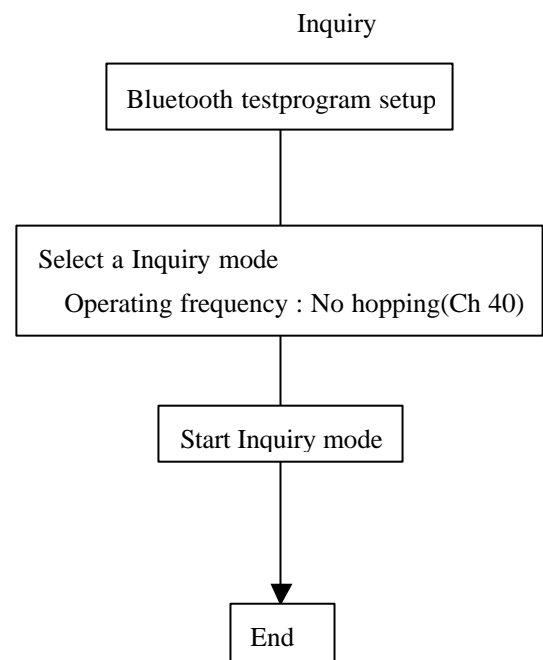 Inquiry
Bluetooth testprogram setup
Select a Inquiry mode
Operating frequency : No hopping(Ch 40)
Start Inquiry mode
End